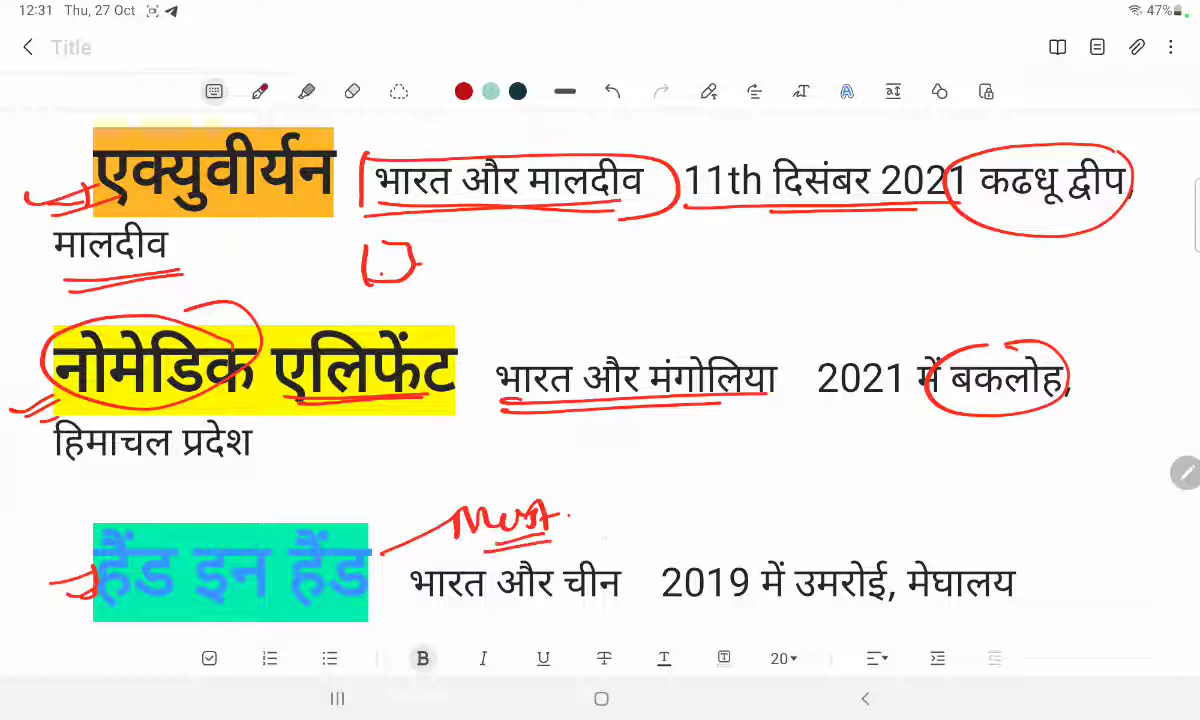 12:31 Thu, 27 Oct 47%
Title
एक्युवीर्यन भारत और मालदीव 11th दिसंबर 2021 कढधू द्वीप,
मालदीव
नोमेडिक एलिफेंट भारत और मंगोलिया 2021 में बकलोह,
हिमाचल प्रदेश
Must.
हैंड इन हैंड भारत और चीन 2019 में उमरोई, मेघालय
B I U T T T 20